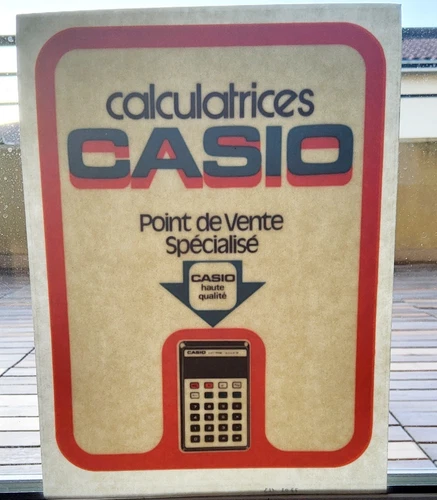 calculatrices
CASIO
Point de Vente
Spécialisé
CASIO
haute
qualité
CASIO